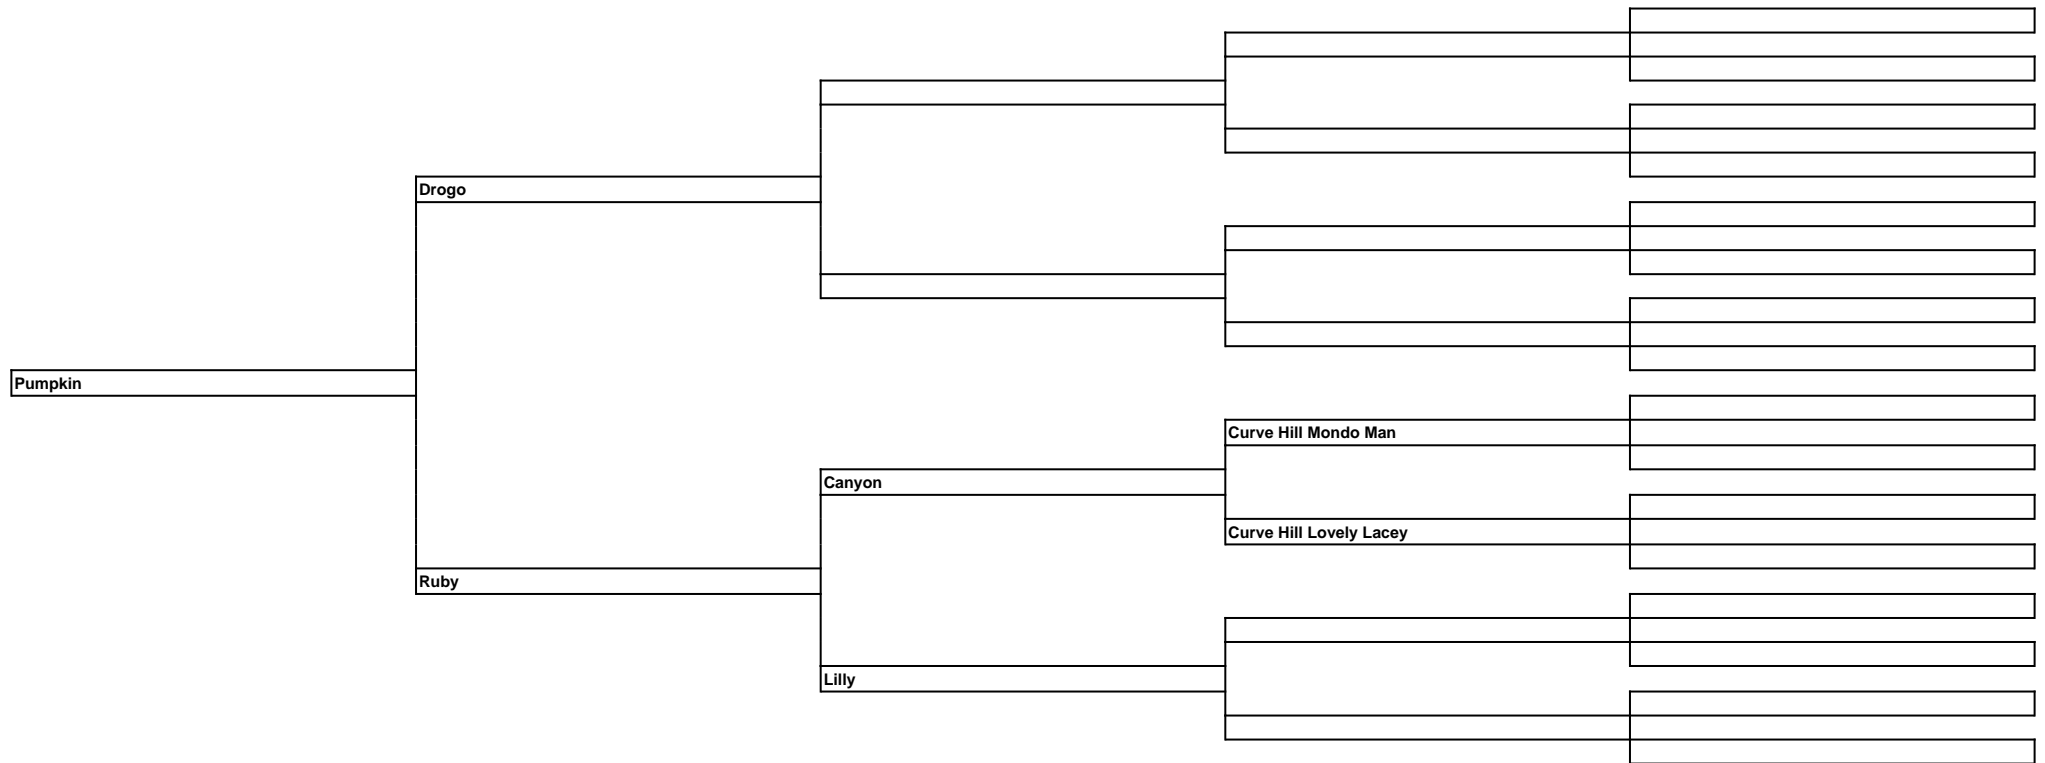 Drogo
Pumpkin
Curve Hill Mondo Man
Canyon
Curve Hill Lovely Lacey
Ruby
Lilly